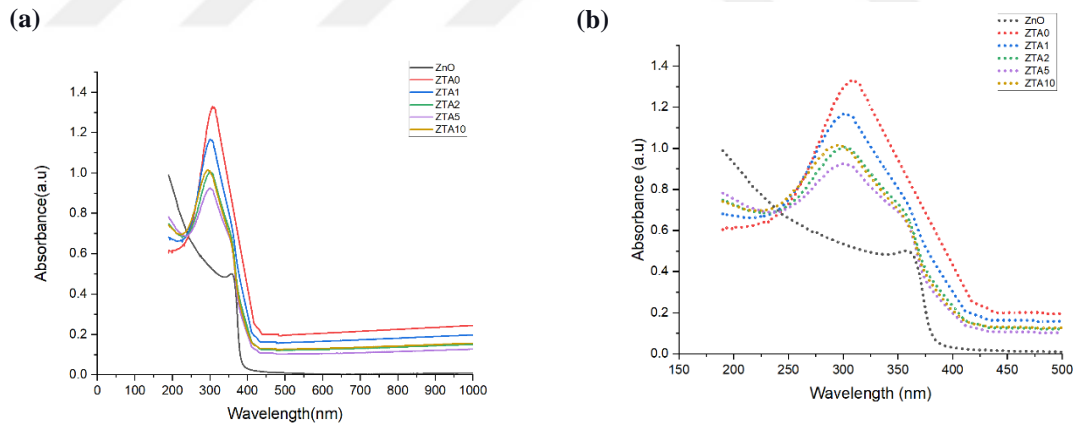 (a)
ZnO
ZTA0
ZTA1
ZTA2
ZTA5
ZTA10
1.4
1.2
1.0
0.8
0.6
0.4
0.2
0.0
Absorbance(a.u)
0 100 200 300 400 500 600 700 800 900 1000
Wavelength(nm)
(b)
ZnO
ZTA0
ZTA1
ZTA2
ZTA5
ZTA10
1.4
1.2
1.0
0.8
0.6
0.4
0.2
0.0
Absorbance (a.u)
200 250 300 350 400 450 500
Wavelength (nm)